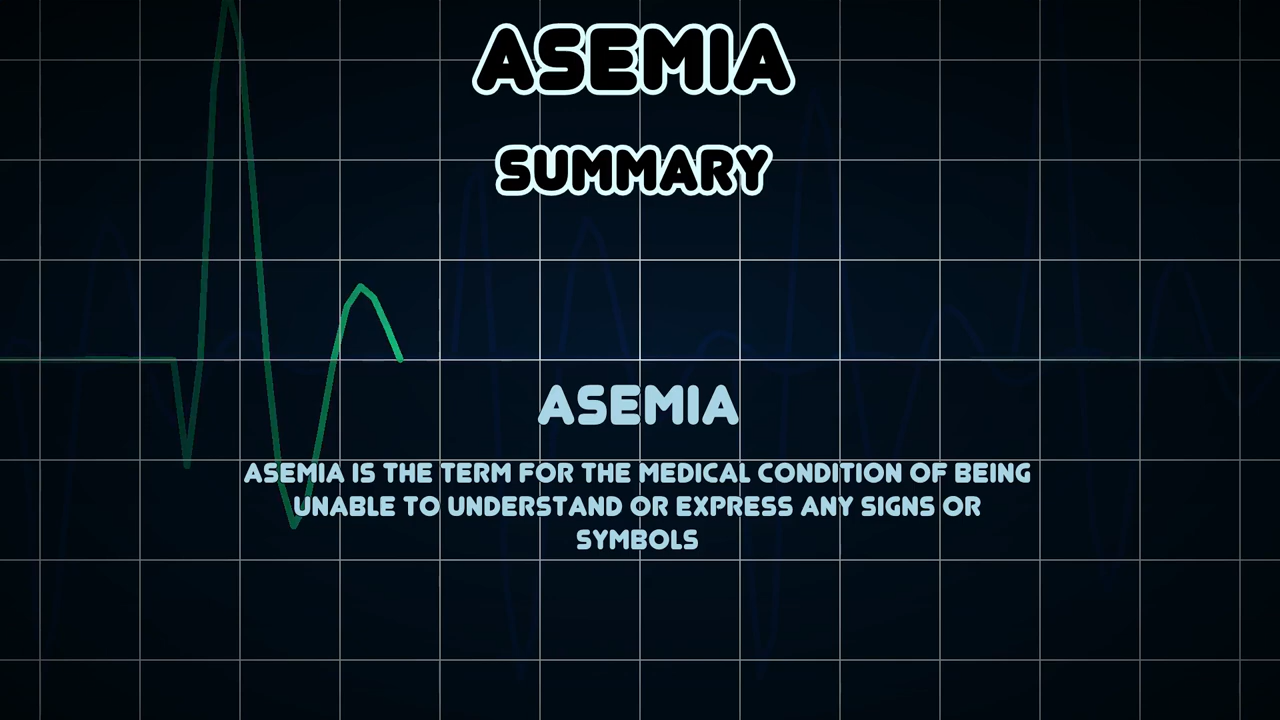 ASEMIA
SUMMARY
ASEMIA
ASEMIA IS THE TERM FOR THE MEDICAL CONDITION OF BEING
UNABLE TO UNDERSTAND OR EXPRESS ANY SIGNS OR
SYMBOLS